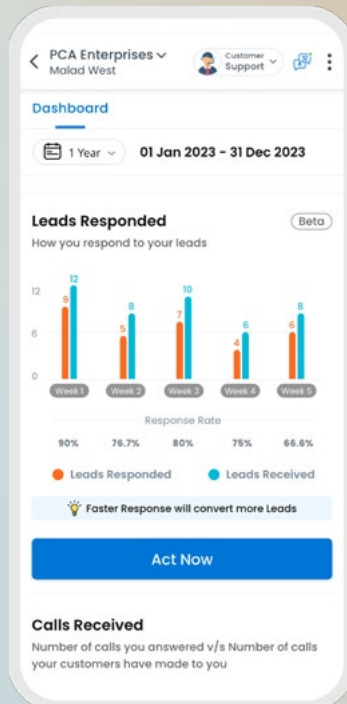 PCA Enterprises
Malad West
Customer
Support
Dashboard
1 Year
01 Jan 2023 - 31 Dec 2023
Leads Responded
Beta
How you respond to your leads
12
6
0
9
12
5
8
7
10
4
6
6
8
Week 1
Week 2
Week 3
Week 4
Week 5
Response Rate
90%
76.7%
80%
75%
66.6%
Leads Responded
Leads Received
Faster Response will convert more Leads
Act Now
Calls Received
Number of calls you answered v/s Number of calls
your customers have made to you